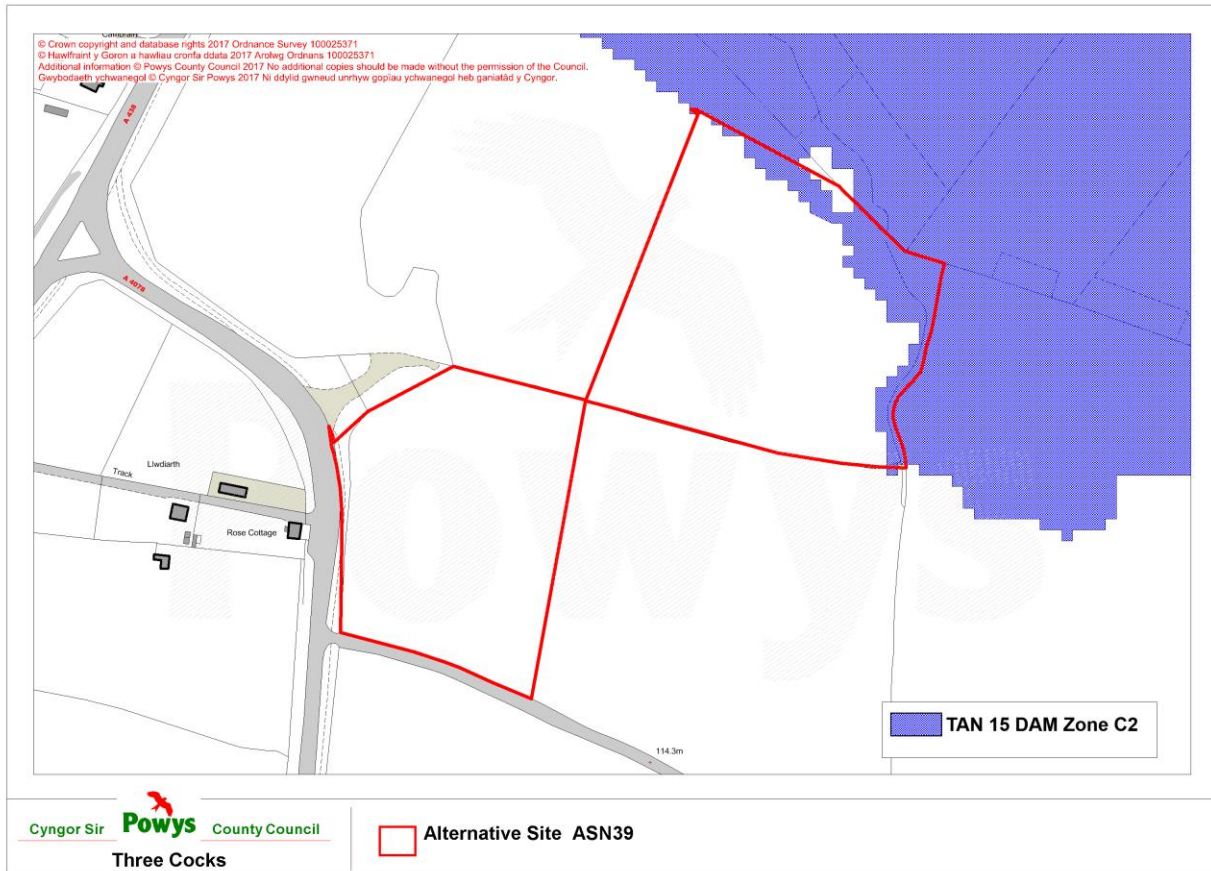 Cambrian
© Crown copyright and database rights 2017 Ordnance Survey 100025371
© Hawlfraint y Goron a hawliau cronfa ddata 2017 Arolwg Ordnans 100025371
Additional information © Powys County Council 2017 No additional copies should be made without the permission of the Council.
Gwybodaeth ychwanegol © Cyngor Sir Powys 2017 Ni ddylid gwneud unrhyw gopïau ychwanegol heb ganiatâd y Cyngor.
A 438
A 4078
Powys
Llwdiarth
Track
Rose Cottage
114.3m
TAN 15 DAM Zone C2
Cyngor Sir Powys County Council
Three Cocks
Alternative Site ASN39